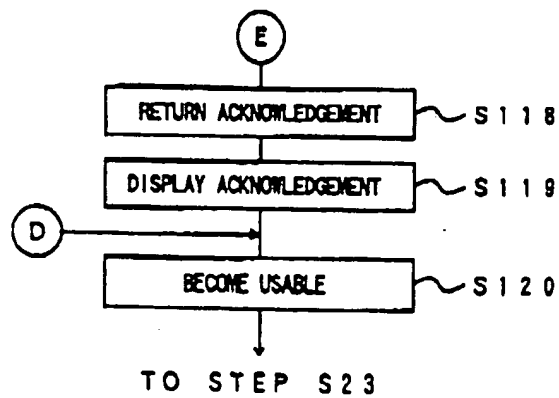 E
RETURN ACKNOWLEDGEMENT S118
DISPLAY ACKNOWLEDGEMENT S119
D
BECOME USABLE S120
TO STEP S23